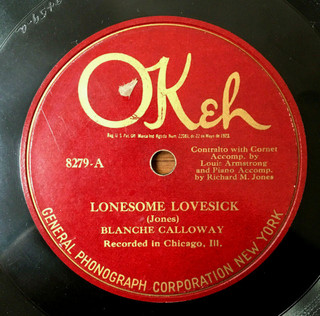 OKeh
8279-A
Contralto with Cornet
Accomp. by
Louis Armstrong
and Piano Accomp.
by Richard M. Jones
LONESOME LOVESICK
(Jones)
BLANCHE CALLOWAY
Recorded in Chicago, Ill.
GENERAL PHONOGRAPH CORPORATION NEW YORK